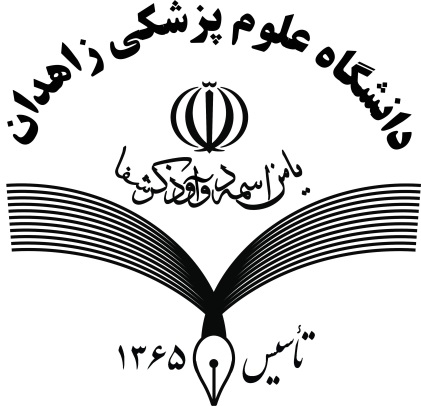 دانشگاه علوم پزشکی زاهدان
یا من اسمه دواء و ذکره شفا
تأسیس ۱۳۶۵